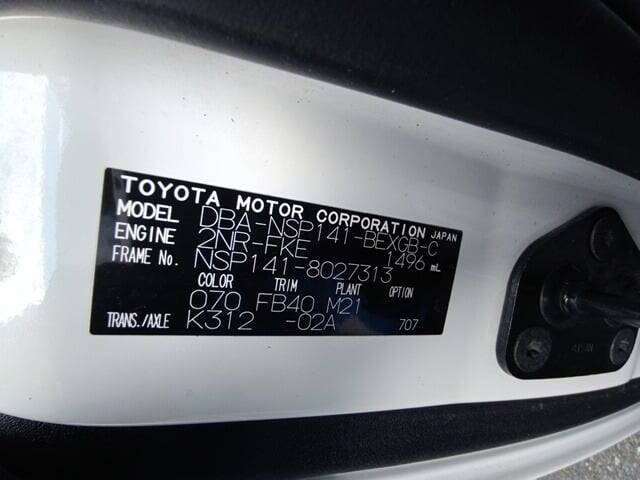 TOYOTA MOTOR CORPORATION JAPAN
MODEL DBA-NSP141-BEXGB-C
ENGINE 2NR-FKE 1496 mL
FRAME No. NSP141-8027313
COLOR TRIM PLANT OPTION
070 FB40 M21
TRANS./AXLE K312 -02A 707
AISIN